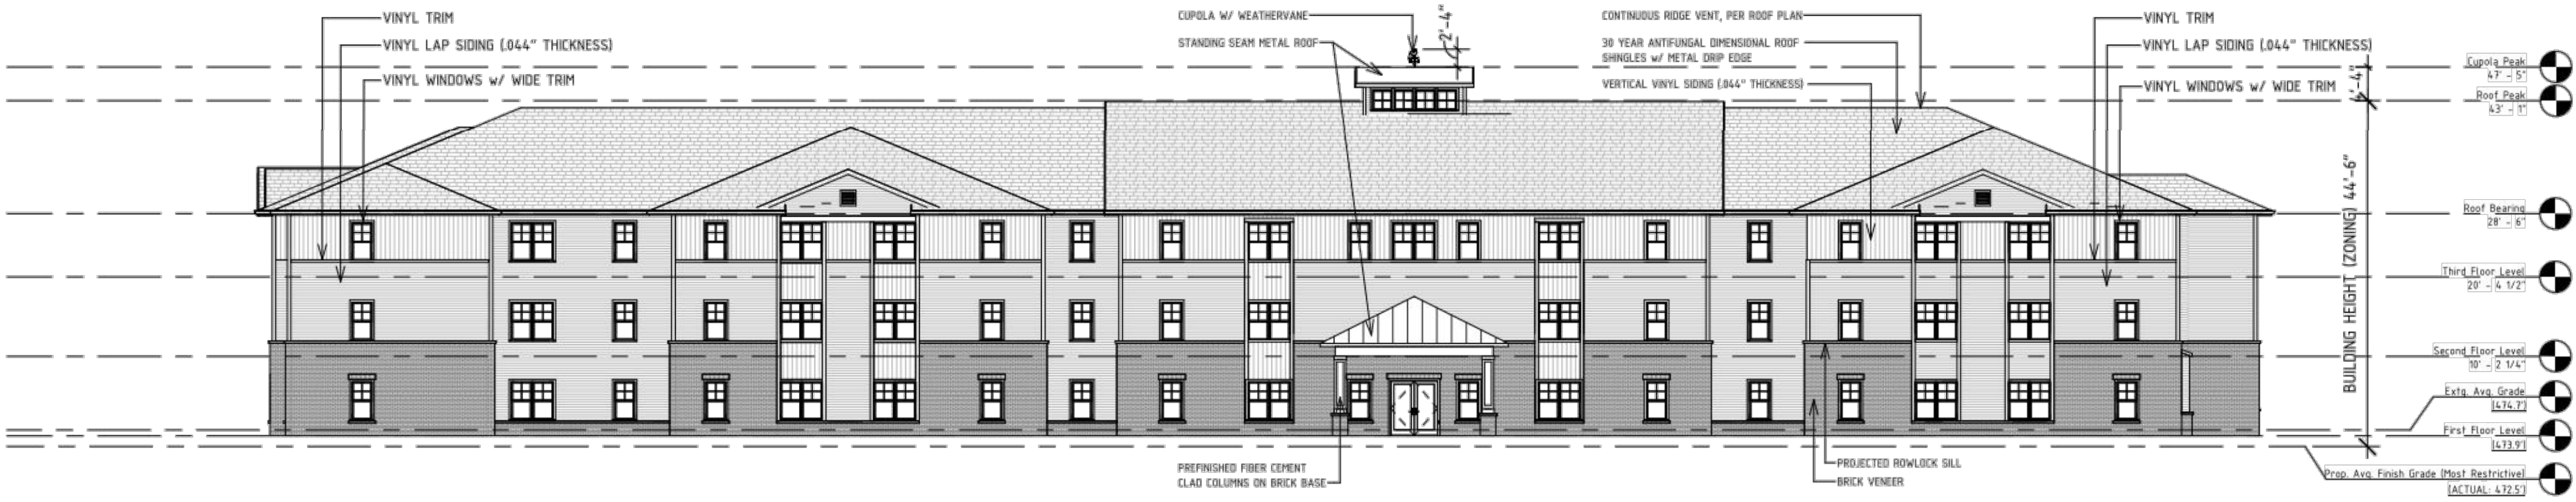 VINYL TRIM
VINYL LAP SIDING (.044" THICKNESS)
VINYL WINDOWS w/ WIDE TRIM
CUPOLA W/ WEATHERVANE
STANDING SEAM METAL ROOF
2'-4"
CONTINUOUS RIDGE VENT, PER ROOF PLAN
30 YEAR ANTIFUNGAL DIMENSIONAL ROOF
SHINGLES w/ METAL DRIP EDGE
VERTICAL VINYL SIDING (.044" THICKNESS)
VINYL TRIM
VINYL LAP SIDING (.044" THICKNESS)
VINYL WINDOWS w/ WIDE TRIM
4'-4"
BUILDING HEIGHT (ZONING) 44'-6"
Cupola Peak
47' - 5"
Roof Peak
43' - 1"
Roof Bearing
28' - 6"
Third Floor Level
20' - 4 1/2"
Second Floor Level
10' - 2 1/4"
Extg. Avg. Grade
(474.7')
First Floor Level
(473.9')
Prop. Avg. Finish Grade (Most Restrictive)
(ACTUAL: 472.5')
PREFINISHED FIBER CEMENT
CLAD COLUMNS ON BRICK BASE
PROJECTED ROWLOCK SILL
BRICK VENEER